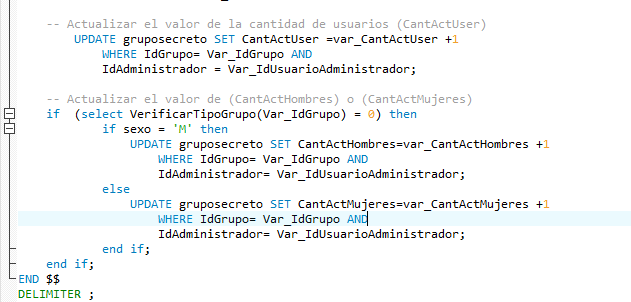 -- Actualizar el valor de la cantidad de usuarios (CantActUser)
UPDATE gruposecreto SET CantActUser =var_CantActUser +1
WHERE IdGrupo= Var_IdGrupo AND
IdAdministrador = Var_IdUsuarioAdministrador;
-- Actualizar el valor de (CantActHombres) o (CantActMujeres)
if  (select VerificarTipoGrupo(Var_IdGrupo) = 0) then
if sexo = 'M' then
UPDATE gruposecreto SET CantActHombres=var_CantActHombres +1
WHERE IdGrupo= Var_IdGrupo AND
IdAdministrador= Var_IdUsuarioAdministrador;
else
UPDATE gruposecreto SET CantActMujeres=var_CantActMujeres +1
WHERE IdGrupo= Var_IdGrupo AND
IdAdministrador= Var_IdUsuarioAdministrador;
end if;
end if;
END $$
DELIMITER ;